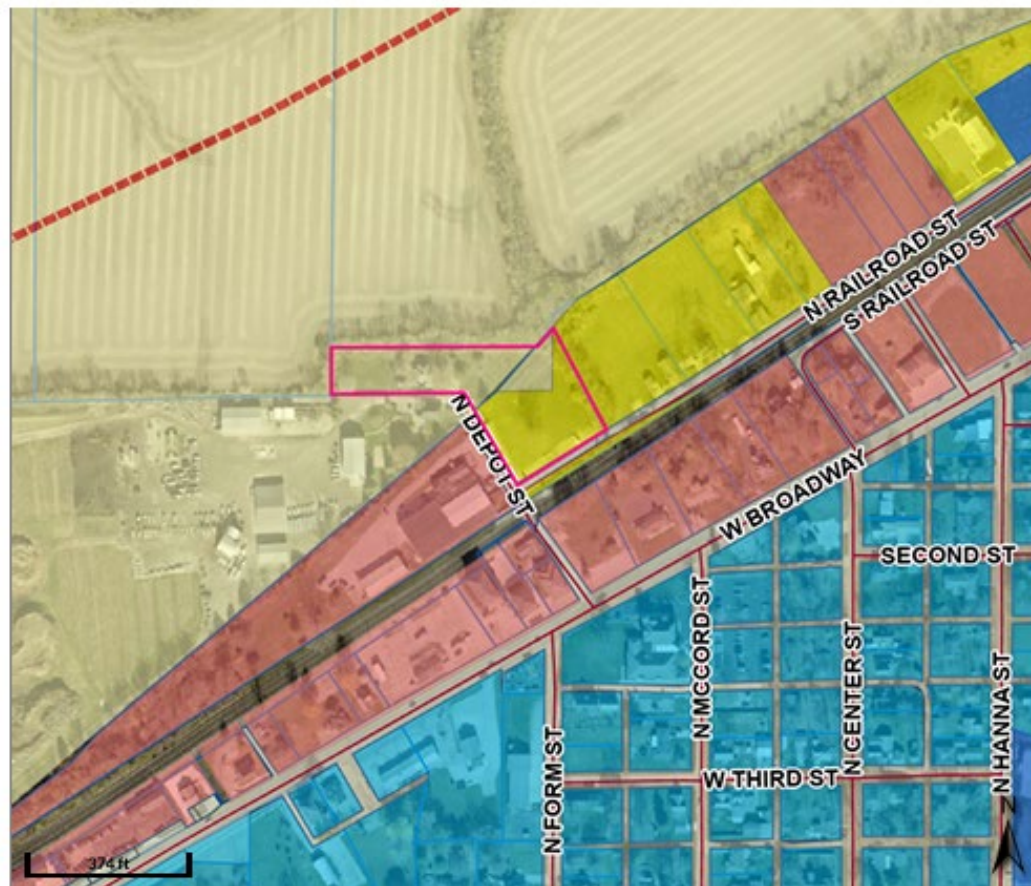 N RAILROAD ST
S RAILROAD ST
N DEPOT ST
W BROADWAY
SECOND ST
N MCCORD ST
N CENTER ST
N HANNA ST
N FORM ST
W THIRD ST
374 ft
N